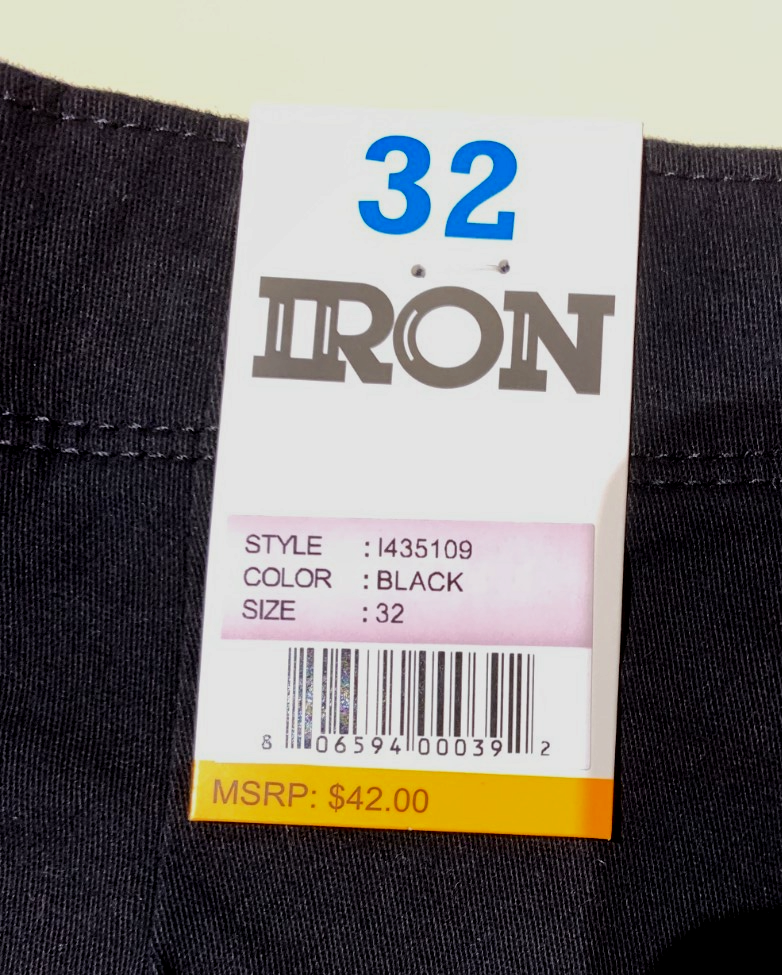 32
IRON
STYLE : I435109
COLOR : BLACK
SIZE : 32
8 06594 00039 2
MSRP: $42.00